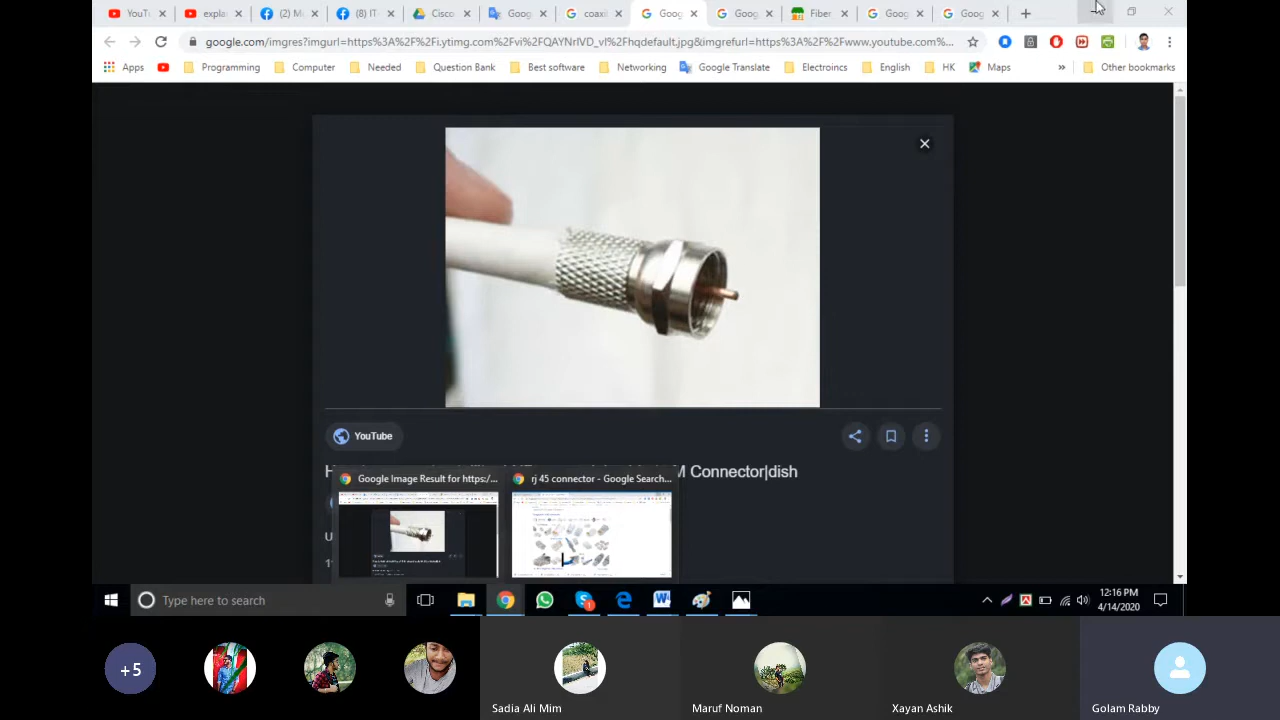 YouT
expla
(2) M
(8) IT
Cisco
Goog
coaxi
Goog
Goog
Fiber
Goog
Goog
google.com/imgres?imgurl=https%3A%2F%2Fi.ytimg.com%2Fvi%2FQAYNrIVD_vI%2Fhqdefault.jpg&imgrefurl=https%3A%2F%2Fwww.youtube.com%...
Apps
Programming
Computer
Needed
Question Bank
Best software
Networking
Google Translate
Electroincs
English
HK
Maps
»
Other bookmarks
YouTube
M Connector|dish
Google Image Result for https:/...
rj 45 connector - Google Search...
Type here to search
12:16 PM
4/14/2020
+5
Sadia Ali Mim
Maruf Noman
Xayan Ashik
Golam Rabby